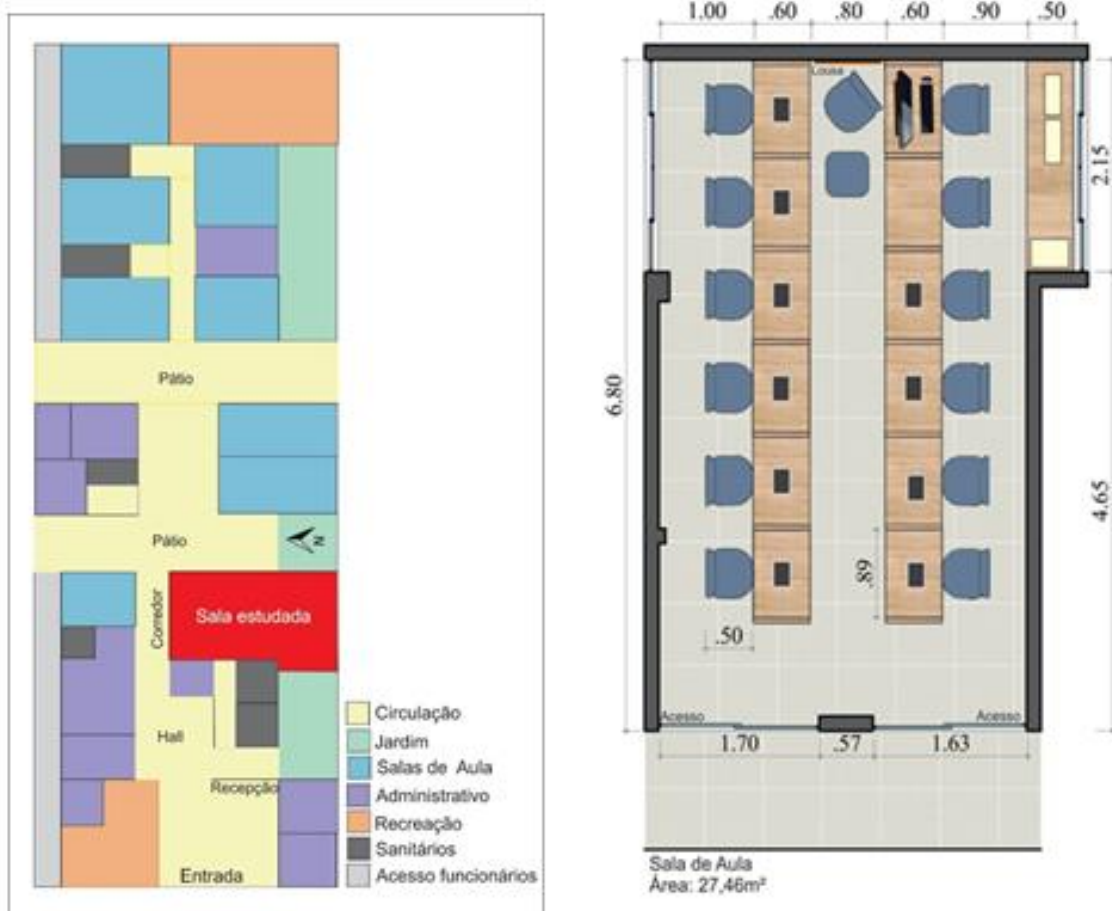 Pátio
Pátio
N
Corredor
Sala estudada
Hall
Recepção
Entrada
Circulação
Jardim
Salas de Aula
Administrativo
Recreação
Sanitários
Acesso funcionários
1.00 .60 .80 .60 .90 .50
Lousa
2.15
6.80
4.65
.89
.50
Acesso Acesso
1.70 .57 1.63
Sala de Aula
Área: 27,46m²